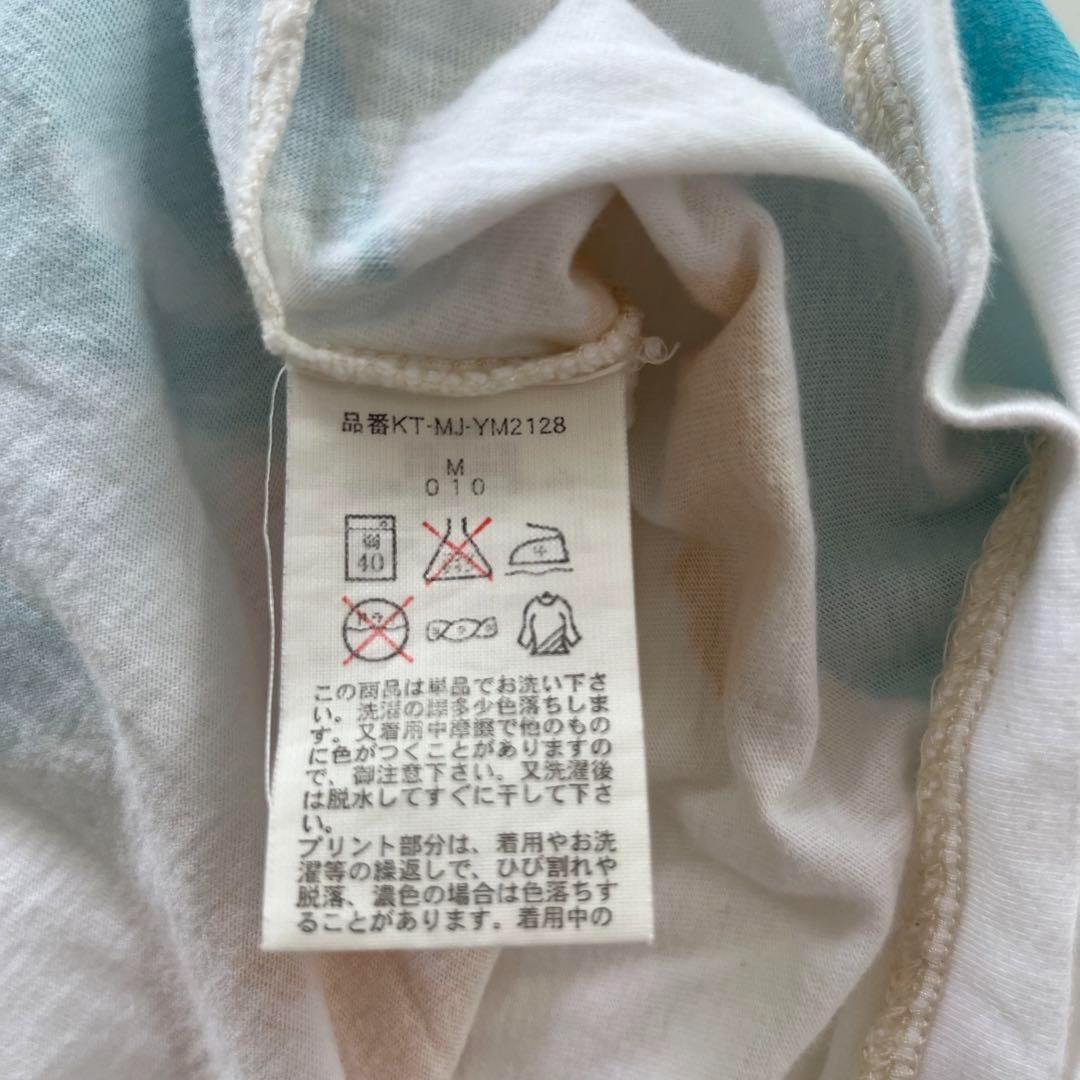 品番KT-MJ-YM2128
M
010
40
この商品は単品でお洗い下さ
い。洗濯の際多少色落ちしま
す。又着用中摩擦で他のもの
に色がつくことがありますの
で、御注意下さい。又洗濯後
は脱水してすぐに干して下さ
い。
プリント部分は、着用やお洗
濯等の繰返しで、ひび割れや
脱落、濃色の場合は色落ちす
ることがあります。着用中の